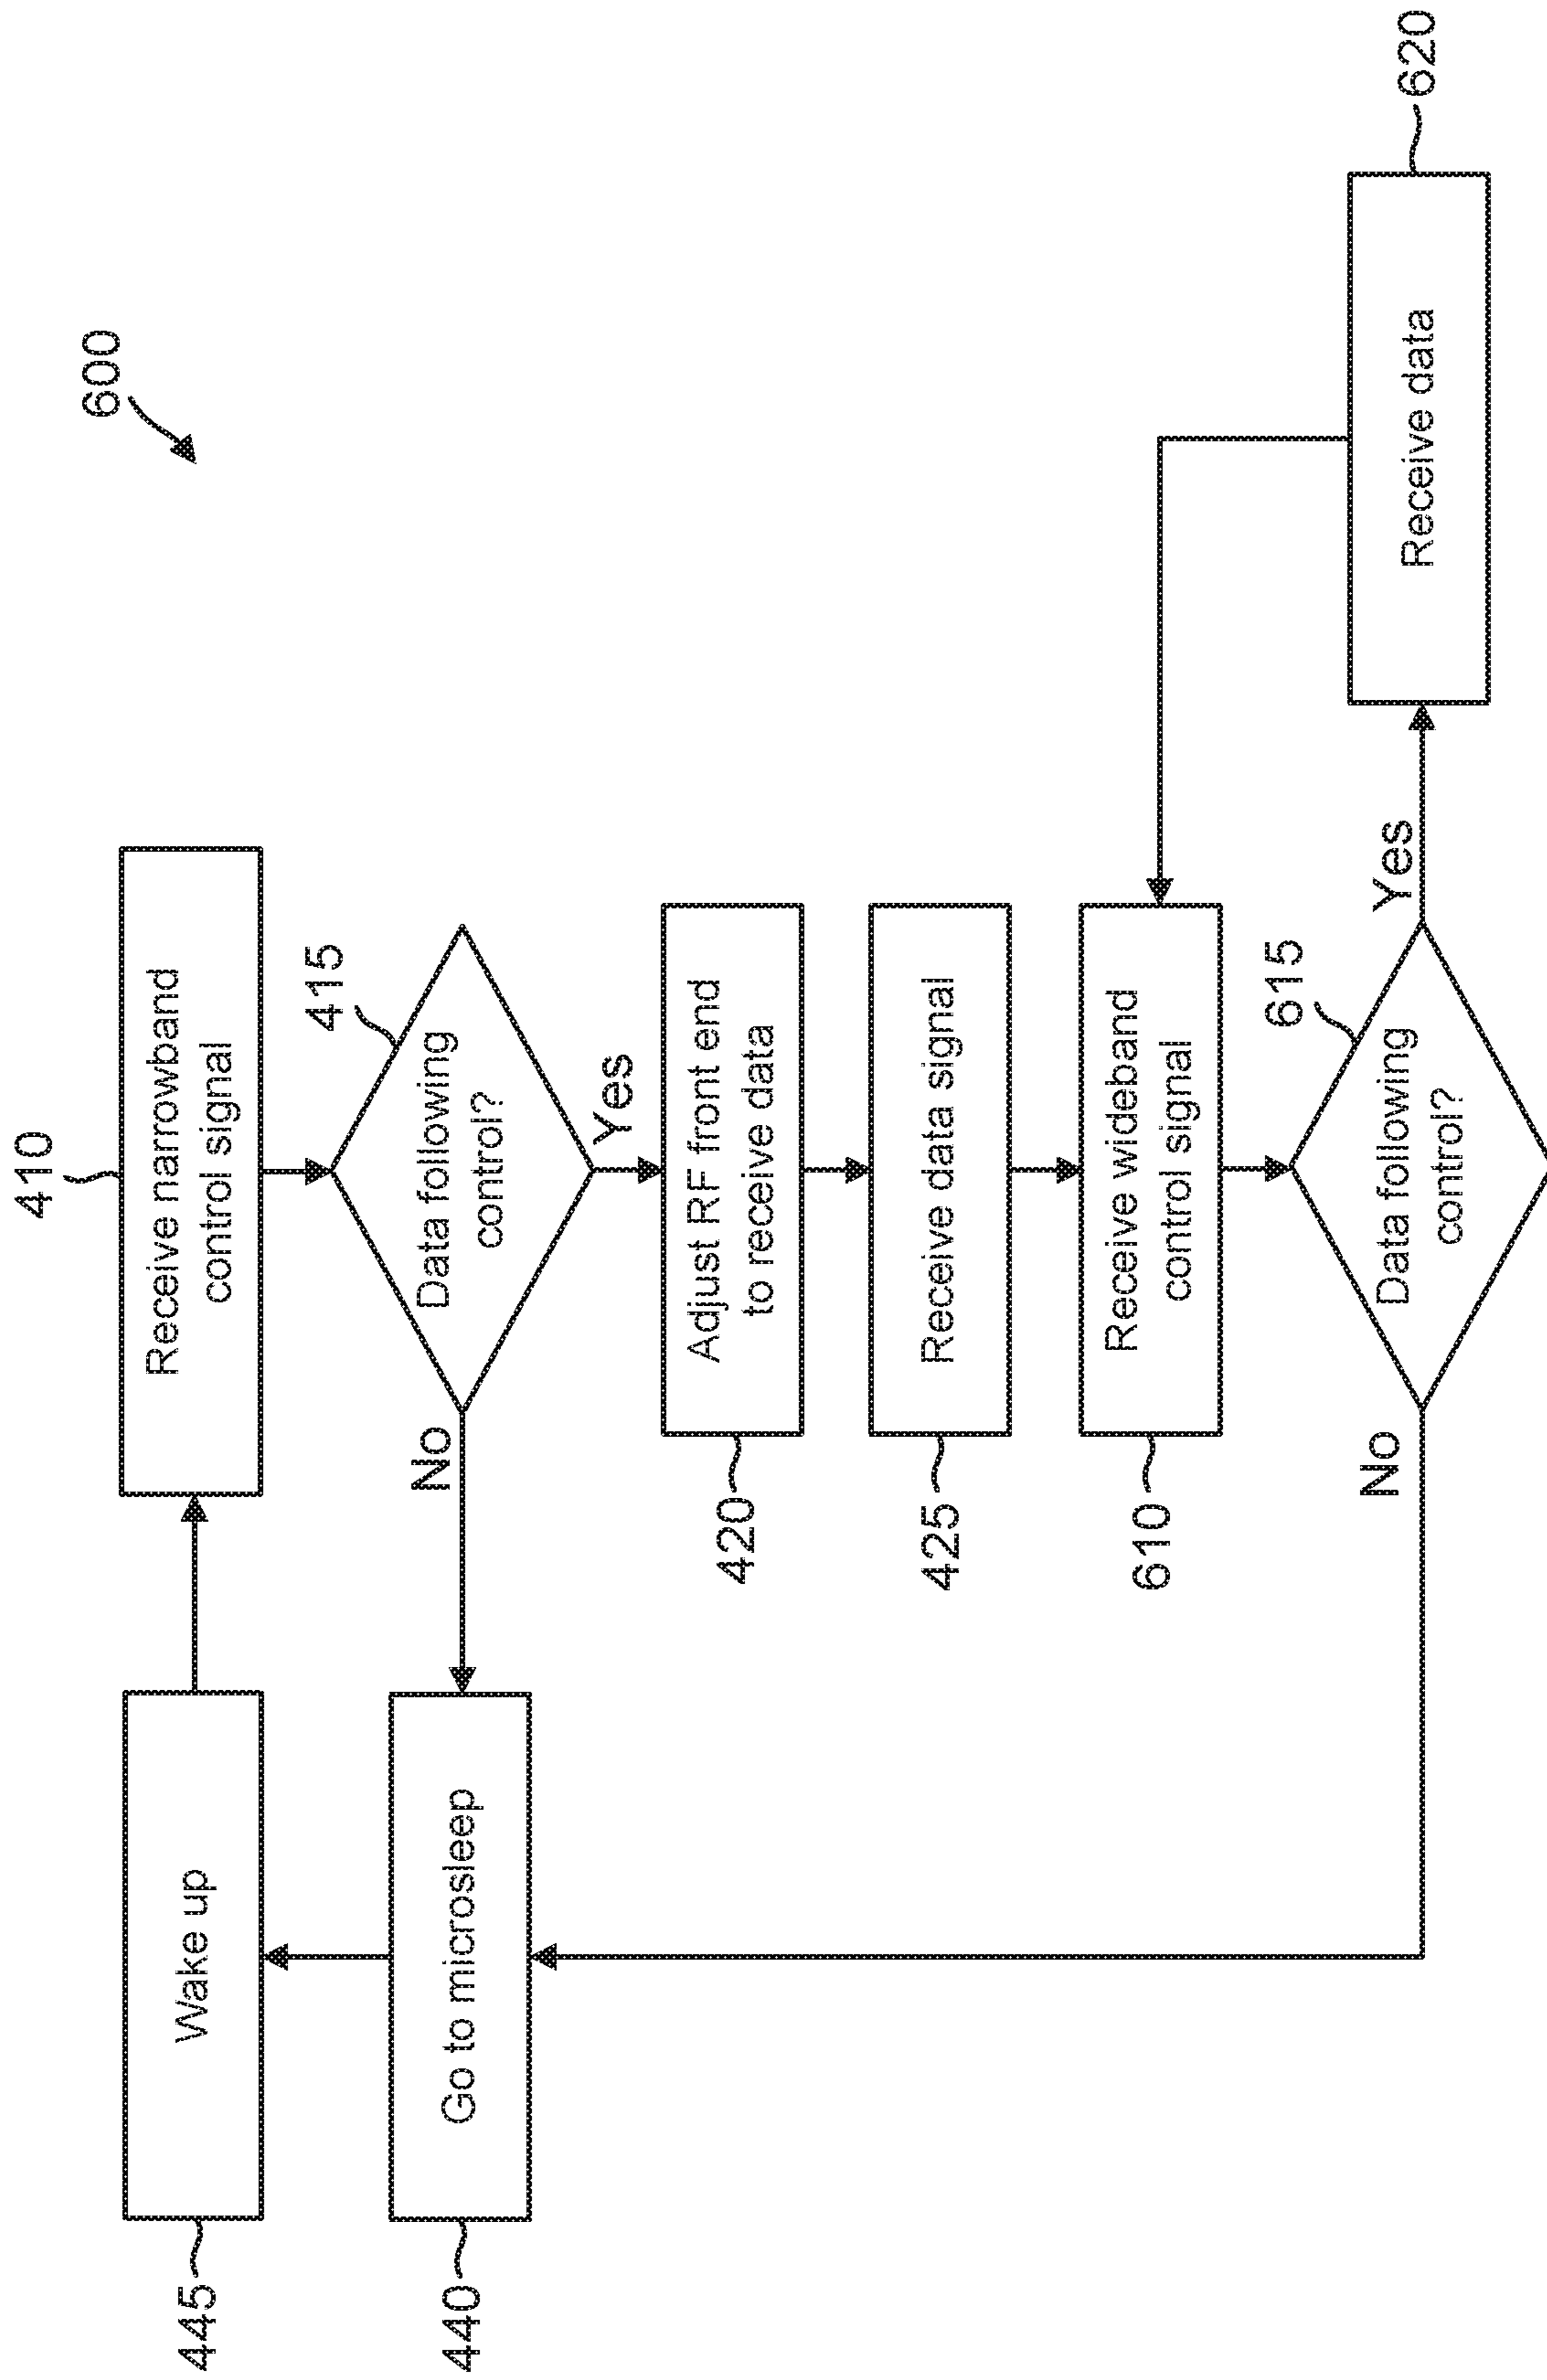 600
410
Receive narrowband
control signal
445
Wake up
415
Data following
control?
No
Yes
440
Go to microsleep
420
Adjust RF front end
to receive data
425
Receive data signal
610
Receive wideband
control signal
615
Data following
control?
No
Yes
620
Receive data